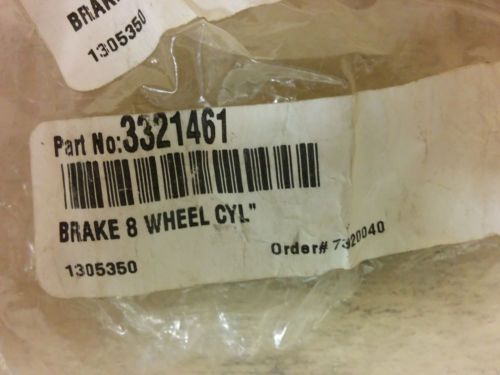 BRAK
1305350
Part No:3321461
BRAKE 8 WHEEL CYL"
1305350 Order# 7320040